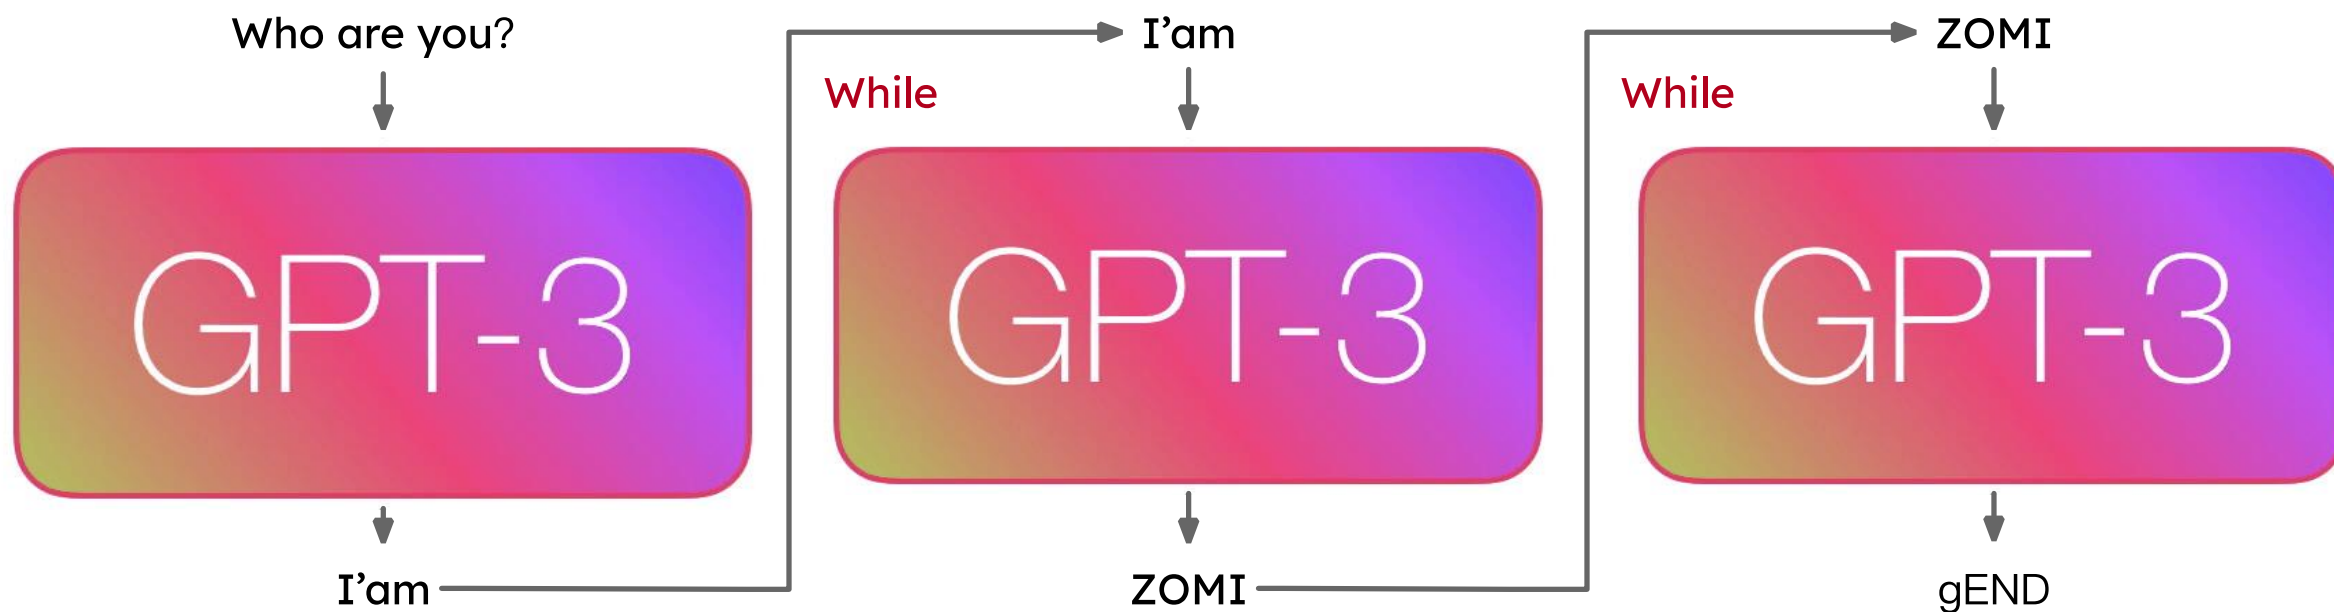 Who are you?
I'am
ZOMI
While
While
GPT-3
GPT-3
GPT-3
I'am
ZOMI
gEND